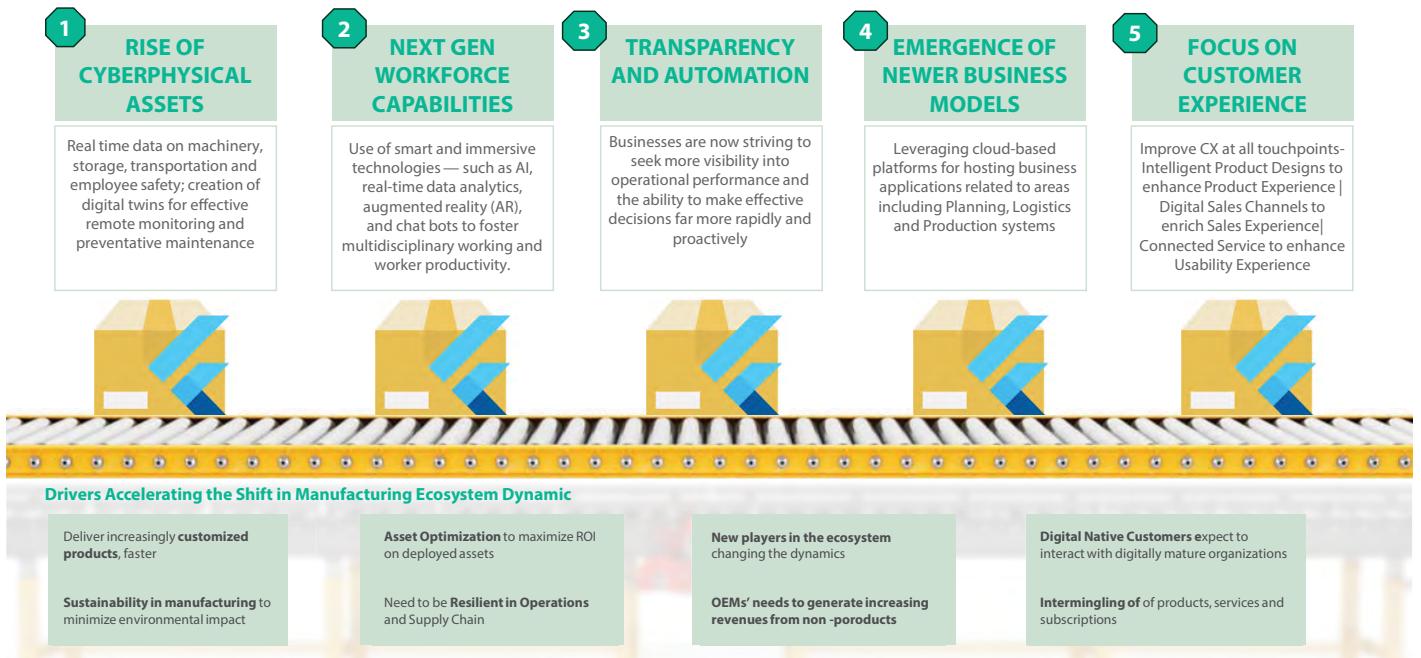 1
RISE OF
CYBERPHYSICAL
ASSETS
Real time data on machinery,
storage, transportation and
employee safety; creation of
digital twins for effective
remote monitoring and
preventative maintenance
2
NEXT GEN
WORKFORCE
CAPABILITIES
Use of smart and immersive
technologies — such as AI,
real-time data analytics,
augmented reality (AR),
and chat bots to foster
multidisciplinary working and
worker productivity.
3
TRANSPARENCY
AND AUTOMATION
Businesses are now striving to
seek more visibility into
operational performance and
the ability to make effective
decisions far more rapidly and
proactively
4
EMERGENCE OF
NEWER BUSINESS
MODELS
Leveraging cloud-based
platforms for hosting business
applications related to areas
including Planning, Logistics
and Production systems
5
FOCUS ON
CUSTOMER
EXPERIENCE
Improve CX at all touchpoints-
Intelligent Product Designs to
enhance Product Experience |
Digital Sales Channels to
enrich Sales Experience|
Connected Service to enhance
Usability Experience
Drivers Accelerating the Shift in Manufacturing Ecosystem Dynamic
Deliver increasingly customized
products, faster
Sustainability in manufacturing to
minimize environmental impact
Asset Optimization to maximize ROI
on deployed assets
Need to be Resilient in Operations
and Supply Chain
New players in the ecosystem
changing the dynamics
OEMs' needs to generate increasing
revenues from non -poroducts
Digital Native Customers expect to
interact with digitally mature organizations
Intermingling of of products, services and
subscriptions